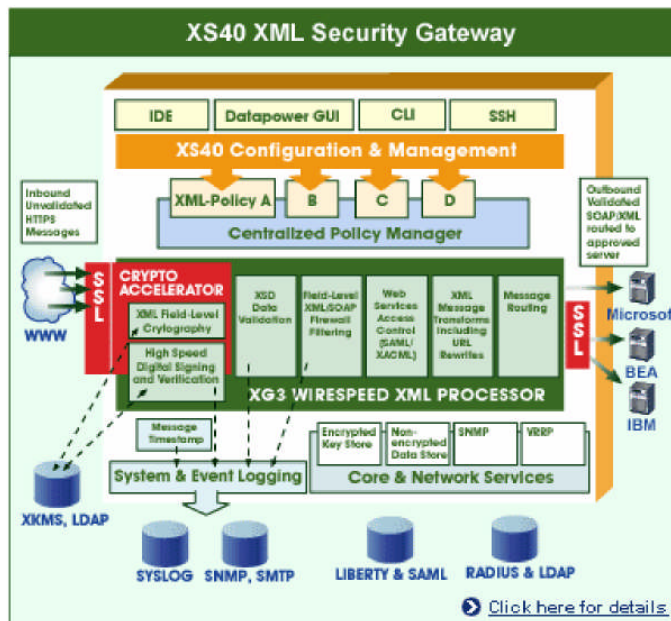 XS40 XML Security Gateway
IDE
Datapower GUI
CLI
SSH
XS40 Configuration & Management
Inbound
Unvalidated
HTTPS
Messages
XML-Policy A
B
C
D
Centralized Policy Manager
Outbound
Validated
SOAP/XML
routed to
approved
server
SSL
CRYPTO
ACCELERATOR
XML Field-Level
Crylography
High Speed
Digital Signing
and Verification
XSD
Data
Validation
Field-Level
XML/SOAP
Firewall
Filtering
Web
Services
Access
Control
(SAML/
XACML)
XML
Message
Transforms
Including
URL
Rewrites
Message
Routing
SSL
WWW
Microsoft
BEA
IBM
XG3 WIRESPEED XML PROCESSOR
Message
Timestamp
System & Event Logging
Encrypted
Key Store
Non-
encrypted
Data Store
SNMP
VRRP
Core & Network Services
XKMS, LDAP
SYSLOG
SNMP, SMTP
LIBERTY & SAML
RADIUS & LDAP
Click here for details